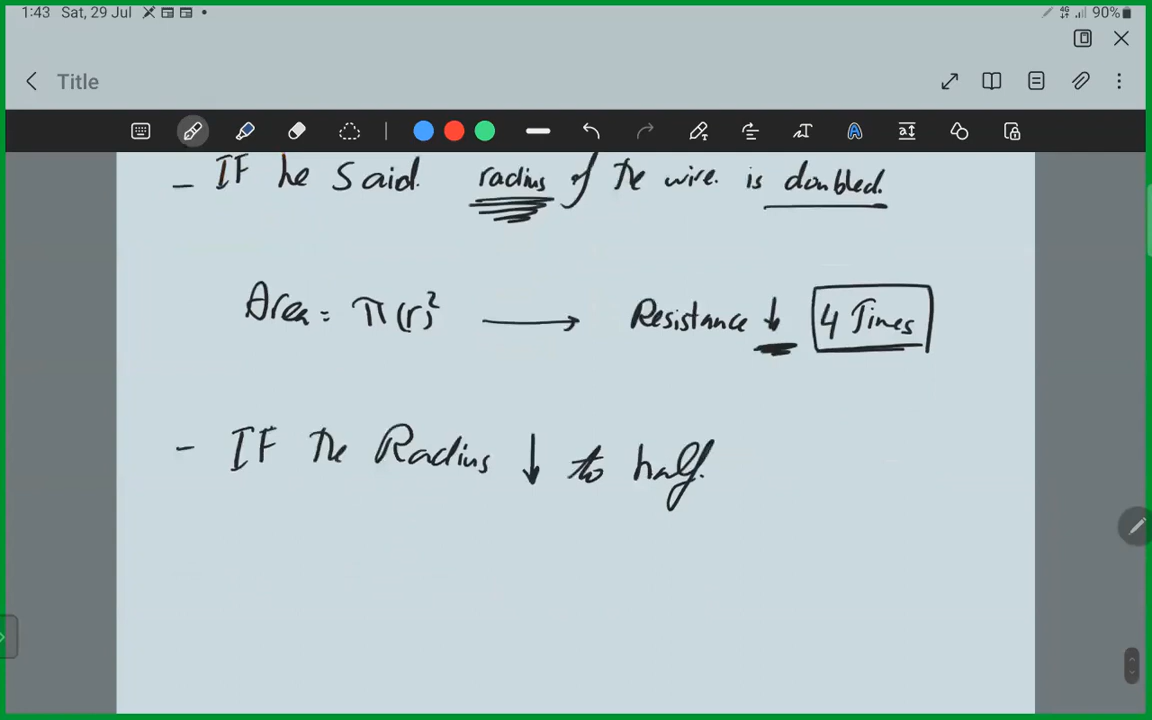 1:43 Sat, 29 Jul
4G 90%
Title
- IF he Said radius of the wire. is doubled.
Area = π(r)² → Resistance ↓ 4 Times
- IF The Radius ↓ to half.